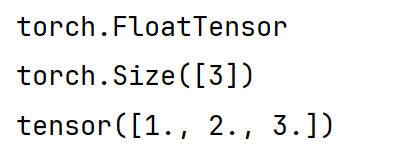 torch.FloatTensor
torch.Size([3])
tensor([1., 2., 3.])